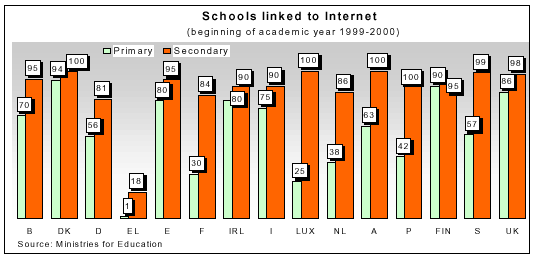 Schools linked to Internet
(beginning of academic year 1999-2000)
Primary Secondary
70 95 94 100 56 81 1 18 80 95 30 84 80 90 75 90 25 100 38 86 63 100 42 100 90 95 57 99 86 98
B DK D EL E F IRL I LUX NL A P FIN S UK
Source: Ministries for Education